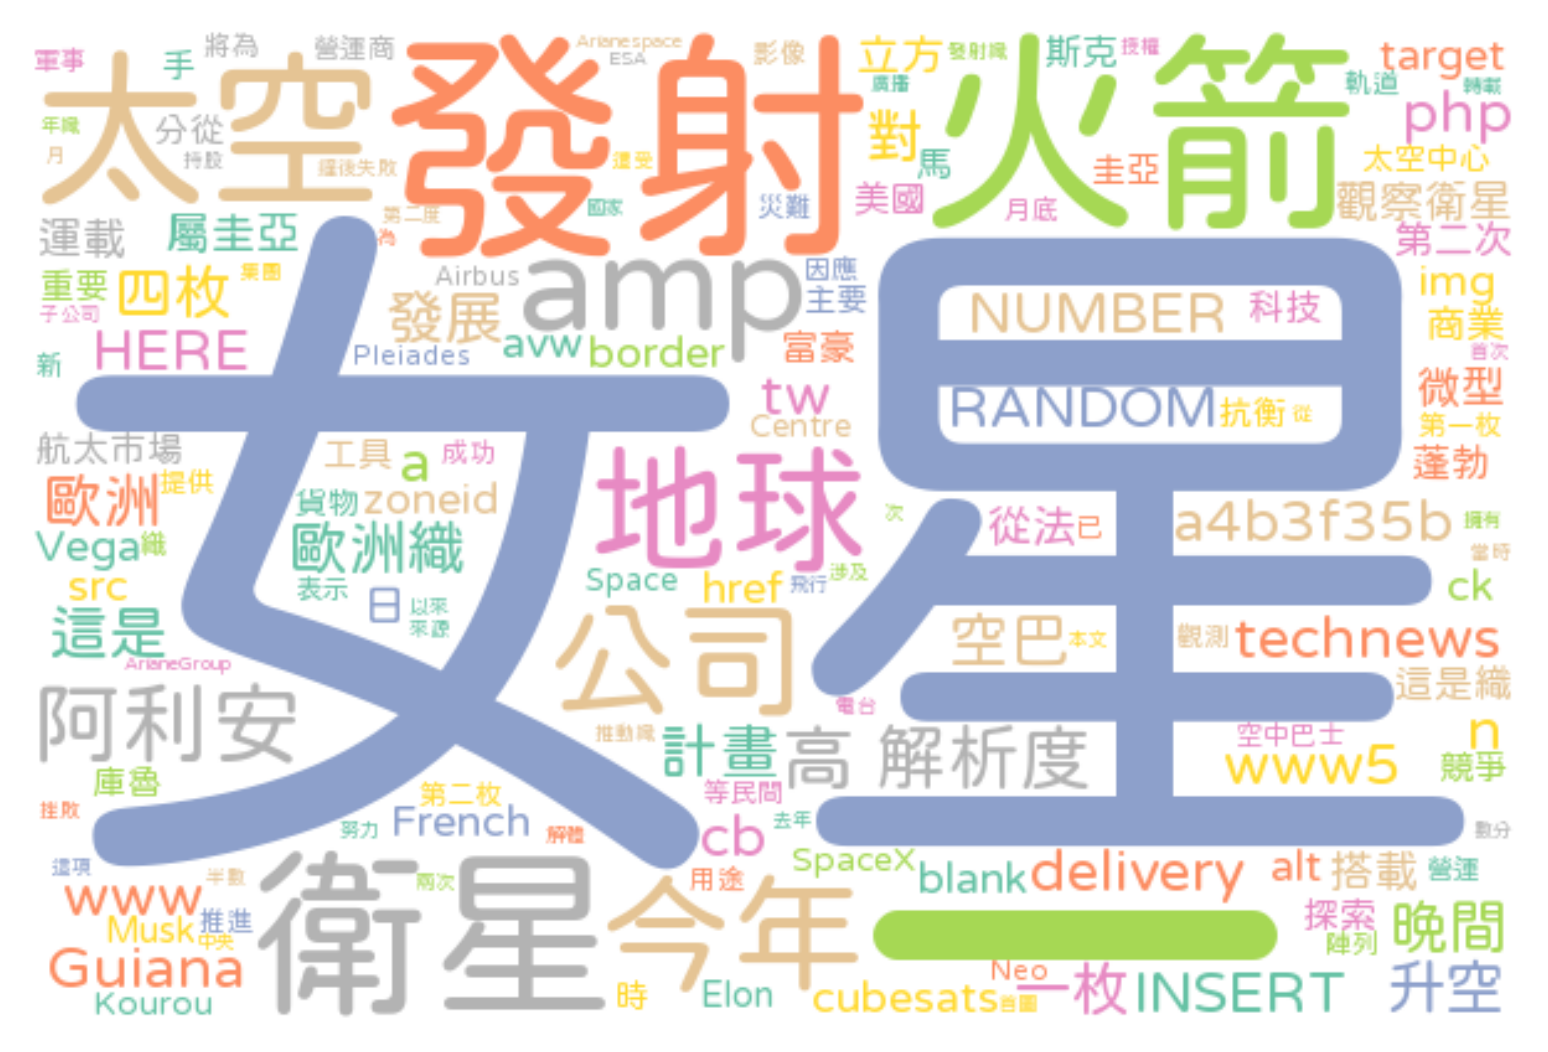 軍事
手
將為
營運商
太空
年織
月
分從
持股
撞後失敗
發射
Arianespace
ESA
遭受
影像
國家
災難
立方
廣播
對
馬
美國
發射織
火箭
斯克
授權
月底
圭亞
target
軌道
轉載
php
太空中心
觀察衛星
第二次
運載
屬圭亞
第二度
為
重要
四枚
集團
子公司
新
HERE
Airbus
amp
因應
主要
發展
Pleiades
avw
border
富豪
女星
NUMBER
科技
RANDOM
抗衡
從
img
商業
首次
微型
第一枚
蓬勃
tw
Centre
航太市場
歐洲
提供
Vega
織
src
這是
ArianeGroup
工具
a
成功
貨物
zoneid
歐洲織
表示
日
以來
來源
地球
次
Space
href
飛行
涉及
從法
已
a4b3f35b
擁有
當時
ck
公司
空巴
本文
觀測
technews
這是織
電台
阿利安
推動織
計畫
高 解析度
空中巴士
n
www5
競爭
庫魯
挫敗
第二枚
努力
French
解體
等民間
cb
去年
數分
這項
半數
www
Musk
推進
中央
Guiana
Kourou
衛星
兩次
用途
今年
時
Elon
SpaceX
blank
delivery
alt
搭載
營運
一
探索
陣列
晚間
cubesats
首圖
Neo
一枚
INSERT
升空